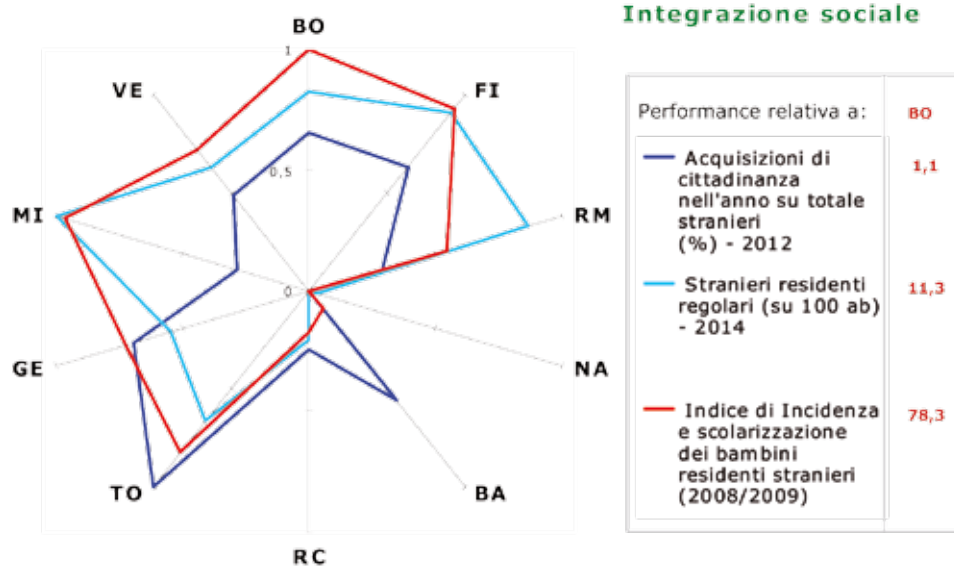 Integrazione sociale
BO
1
VE
FI
0,5
MI
RM
0
GE
NA
TO
BA
RC
Performance relativa a:
BO
Acquisizioni di
cittadinanza
nell'anno su totale
stranieri
(%) - 2012
1,1
Stranieri residenti
regolari (su 100 ab)
- 2014
11,3
Indice di Incidenza
e scolarizzazione
dei bambini
residenti stranieri
(2008/2009)
78,3